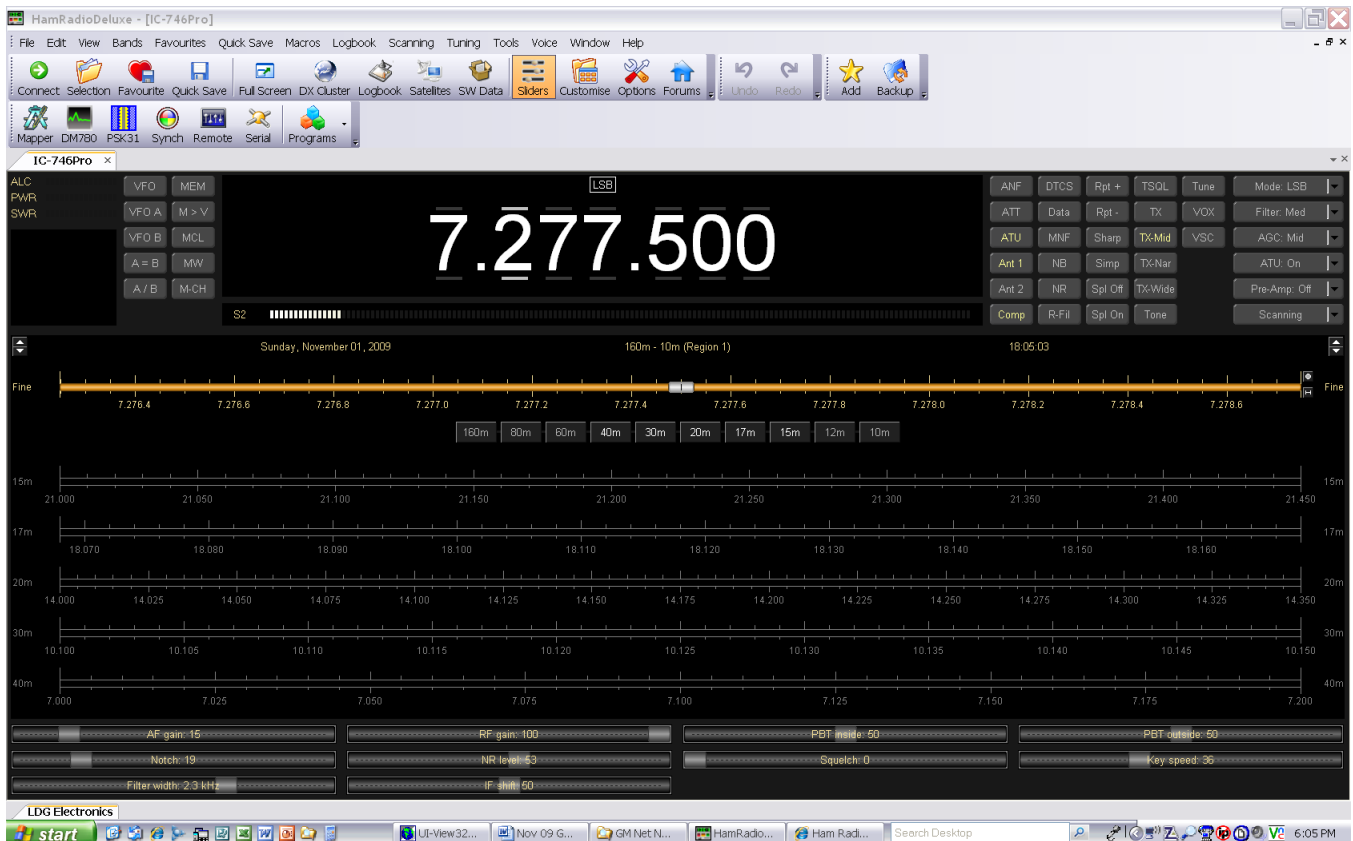 HamRadioDeluxe - [IC-746Pro]
File Edit View Bands Favourites Quick Save Macros Logbook Scanning Tuning Tools Voice Window Help
Connect Selection Favourite Quick Save Full Screen DX Cluster Logbook Satellites SW Data Sliders Customise Options Forums Undo Redo Add Backup
Mapper DM780 PSK31 Synch Remote Serial Programs
IC-746Pro
ALC VFO MEM LSB ANF DTCS Rpt + TSQL Tune Mode: LSB
PWR
SWR VFO A M > V 7.277.500 ATT Data Rpt - TX VOX Filter: Med
VFO B MCL ATU MNF Sharp TX-Mid VSC AGC: Mid
A = B MW Ant 1 NB Simp TX-Nar ATU: On
A / B M-CH Ant 2 NR Spl Off TX-Wide Pre-Amp: Off
S2 Comp R-Fil Spl On Tone Scanning
Sunday, November 01, 2009 160m - 10m (Region 1) 18:05:03
Fine Fine
7.276.4 7.276.6 7.276.8 7.277.0 7.277.2 7.277.4 7.277.6 7.277.8 7.278.0 7.278.2 7.278.4 7.278.6
160m 80m 60m 40m 30m 20m 17m 15m 12m 10m
15m 15m
21.000 21.050 21.100 21.150 21.200 21.250 21.300 21.350 21.400 21.450
17m 17m
18.070 18.080 18.090 18.100 18.110 18.120 18.130 18.140 18.150 18.160
20m 20m
14.000 14.025 14.050 14.075 14.100 14.125 14.150 14.175 14.200 14.225 14.250 14.275 14.300 14.325 14.350
30m 30m
10.100 10.105 10.110 10.115 10.120 10.125 10.130 10.135 10.140 10.145 10.150
40m 40m
7.000 7.025 7.050 7.075 7.100 7.125 7.150 7.175 7.200
AF gain: 15 RF gain: 100 PBT inside: 50 PBT outside: 50
Notch: 19 NR level: 53 Squelch: 0 Key speed: 36
Filter width: 2.3 kHz IF shift: 50
LDG Electronics
start UI-View32... Nov 09 G... GM Net N... HamRadio... Ham Radi... Search Desktop 6:05 PM